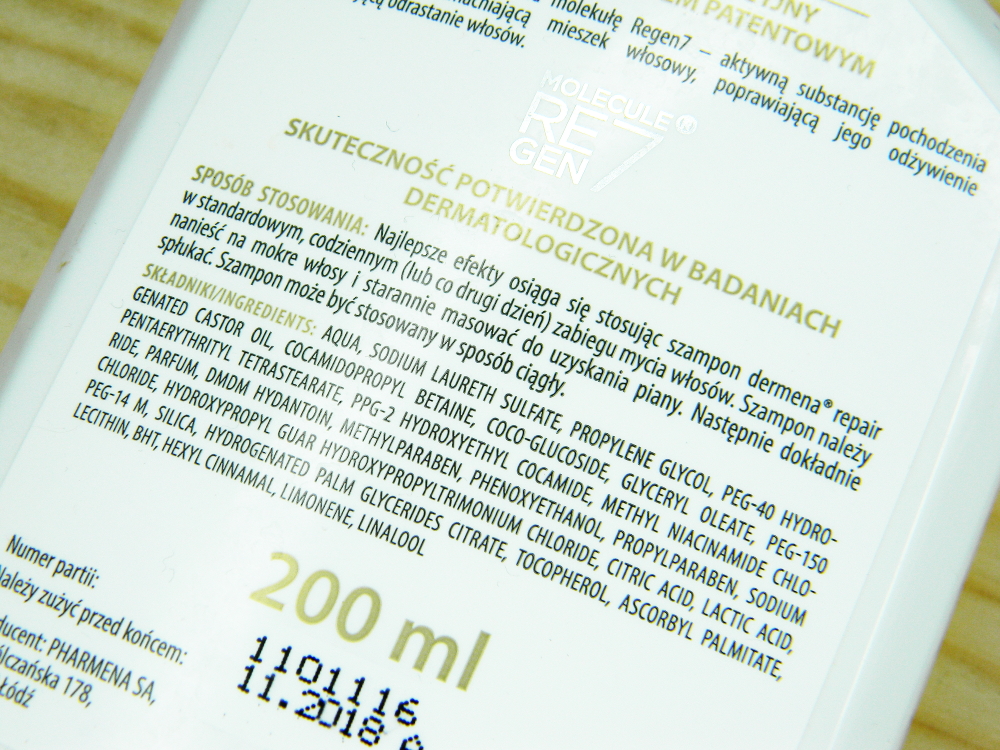 YJNY
EM PATENTOWYM
molekułę Regen7 – aktywną substancję pochodzenia
mieszek włosowy, poprawiającą jego odżywienie
odrastanie włosów.
MOLECULE®
RE7
GEN
SKUTECZNOŚĆ POTWIERDZONA W BADANIACH
DERMATOLOGICZNYCH
SPOSÓB STOSOWANIA: Najlepsze efekty osiąga się stosując szampon dermena® repair
w standardowym, codziennym (lub co drugi dzień) zabiegu mycia włosów. Szampon należy
nanieść na mokre włosy i starannie masować do uzyskania piany. Następnie dokładnie
spłukać. Szampon może być stosowany w sposób ciągły.
SKŁADNIKI/INGREDIENTS: AQUA, SODIUM LAURETH SULFATE, PROPYLENE GLYCOL, PEG-40 HYDRO-
GENATED CASTOR OIL, COCAMIDOPROPYL BETAINE, COCO-GLUCOSIDE, GLYCERYL OLEATE, PEG-150
PENTAERYTHRITYL TETRASTEARATE, PPG-2 HYDROXYETHYL COCAMIDE, METHYL NIACINAMIDE CHLO-
RIDE, PARFUM, DMDM HYDANTOIN, METHYLPARABEN, PHENOXYETHANOL, PROPYLPARABEN, SODIUM
CHLORIDE, HYDROXYPROPYL GUAR HYDROXYPROPYLTRIMONIUM CHLORIDE, CITRIC ACID, LACTIC ACID,
PEG-14 M, SILICA, HYDROGENATED PALM GLYCERIDES CITRATE, TOCOPHEROL, ASCORBYL PALMITATE,
LECITHIN, BHT, HEXYL CINNAMAL, LIMONENE, LINALOOL
200 ml
Numer partii:
Należy zużyć przed końcem:
ducent: PHARMENA SA,
ólczańska 178,
Łódź
1101116
11.2018